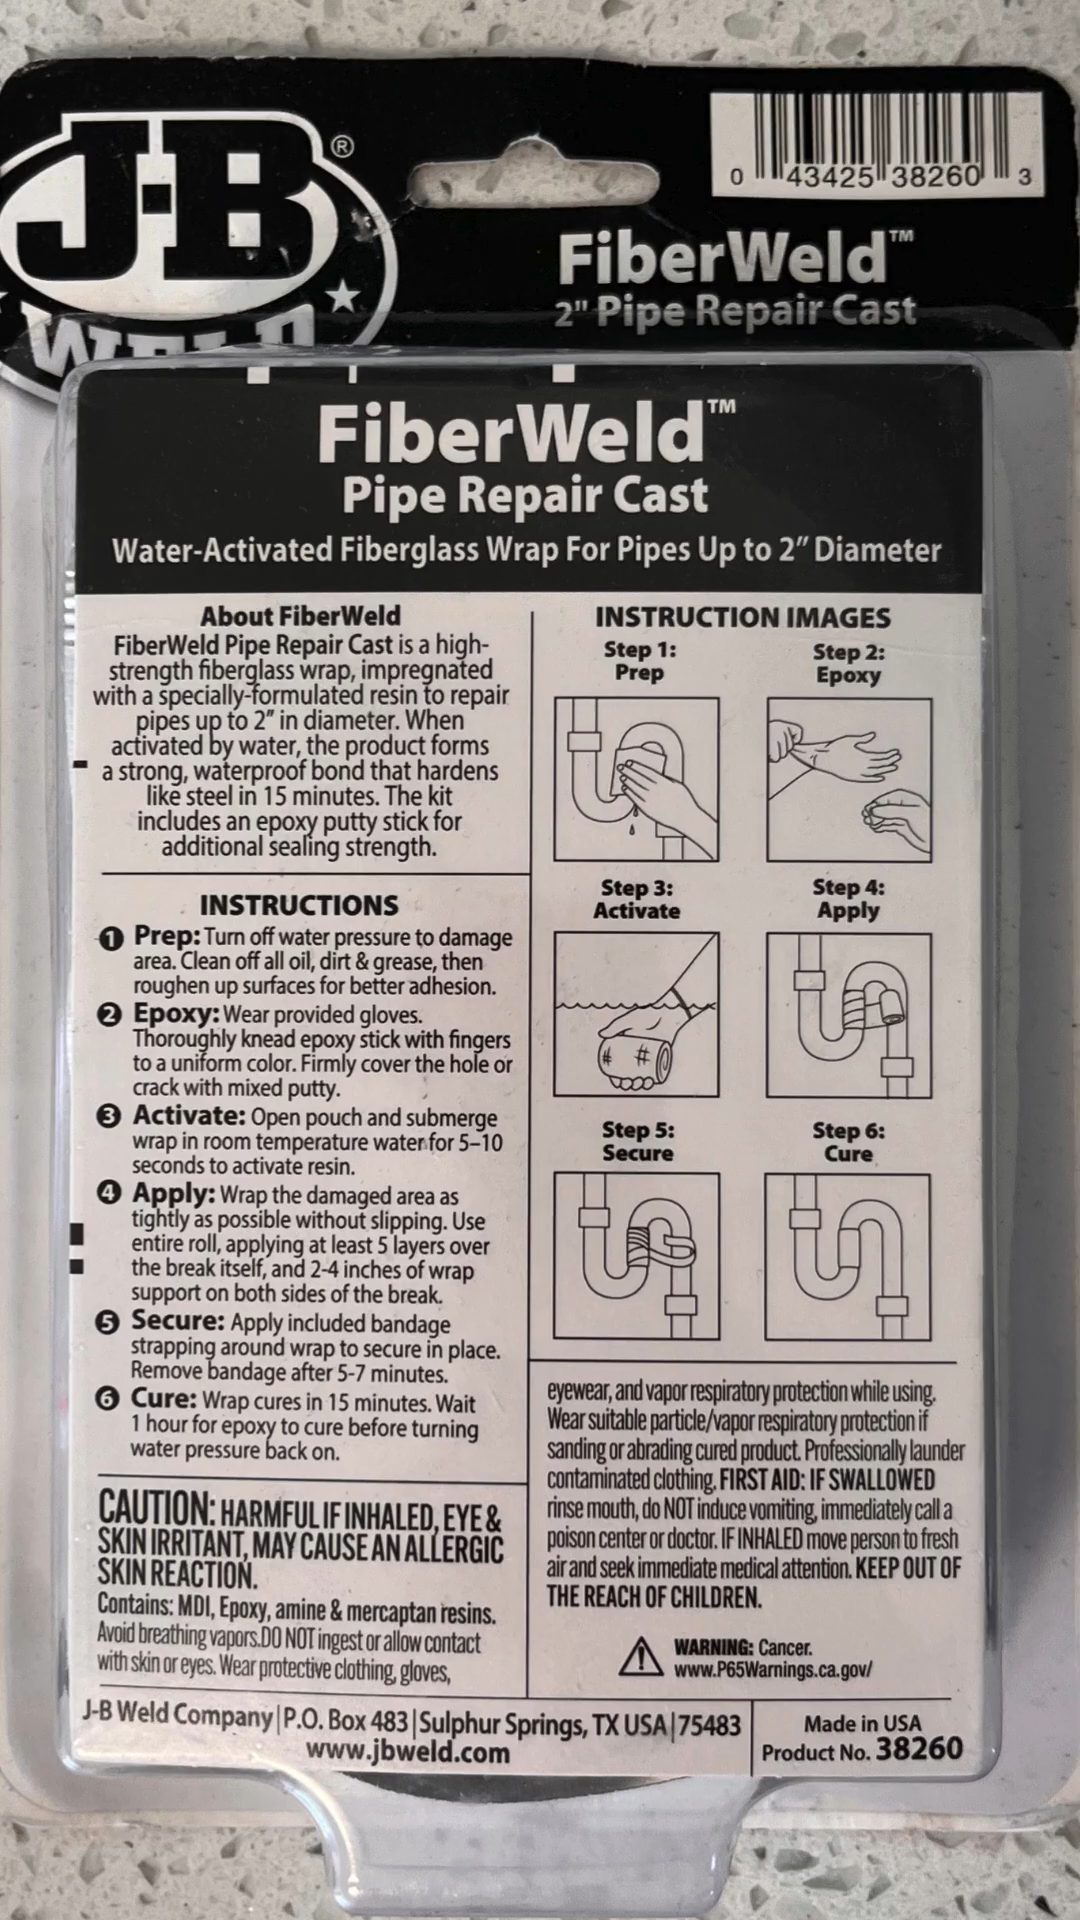 J-B®
WELD
0 43425 38260 3
FiberWeld™
2" Pipe Repair Cast
FiberWeld™
Pipe Repair Cast
Water-Activated Fiberglass Wrap For Pipes Up to 2” Diameter
About FiberWeld
FiberWeld Pipe Repair Cast is a high-
strength fiberglass wrap, impregnated
with a specially-formulated resin to repair
pipes up to 2” in diameter. When
activated by water, the product forms
a strong, waterproof bond that hardens
like steel in 15 minutes. The kit
includes an epoxy putty stick for
additional sealing strength.
INSTRUCTIONS
❶ Prep: Turn off water pressure to damage
area. Clean off all oil, dirt & grease, then
roughen up surfaces for better adhesion.
❷ Epoxy: Wear provided gloves.
Thoroughly knead epoxy stick with fingers
to a uniform color. Firmly cover the hole or
crack with mixed putty.
❸ Activate: Open pouch and submerge
wrap in room temperature water for 5–10
seconds to activate resin.
❹ Apply: Wrap the damaged area as
tightly as possible without slipping. Use
entire roll, applying at least 5 layers over
the break itself, and 2-4 inches of wrap
support on both sides of the break.
❺ Secure: Apply included bandage
strapping around wrap to secure in place.
Remove bandage after 5-7 minutes.
❻ Cure: Wrap cures in 15 minutes. Wait
1 hour for epoxy to cure before turning
water pressure back on.
CAUTION: HARMFUL IF INHALED, EYE &
SKIN IRRITANT, MAY CAUSE AN ALLERGIC
SKIN REACTION.
Contains: MDI, Epoxy, amine & mercaptan resins.
Avoid breathing vapors.DO NOT ingest or allow contact
with skin or eyes. Wear protective clothing, gloves,
INSTRUCTION IMAGES
Step 1:
Prep
Step 2:
Epoxy
Step 3:
Activate
Step 4:
Apply
Step 5:
Secure
Step 6:
Cure
eyewear, and vapor respiratory protection while using.
Wear suitable particle/vapor respiratory protection if
sanding or abrading cured product. Professionally launder
contaminated clothing. FIRST AID: IF SWALLOWED
rinse mouth, do NOT induce vomiting, immediately call a
poison center or doctor. IF INHALED move person to fresh
air and seek immediate medical attention. KEEP OUT OF
THE REACH OF CHILDREN.
WARNING: Cancer.
www.P65Warnings.ca.gov/
J-B Weld Company|P.O. Box 483|Sulphur Springs, TX USA|75483
www.jbweld.com
Made in USA
Product No. 38260